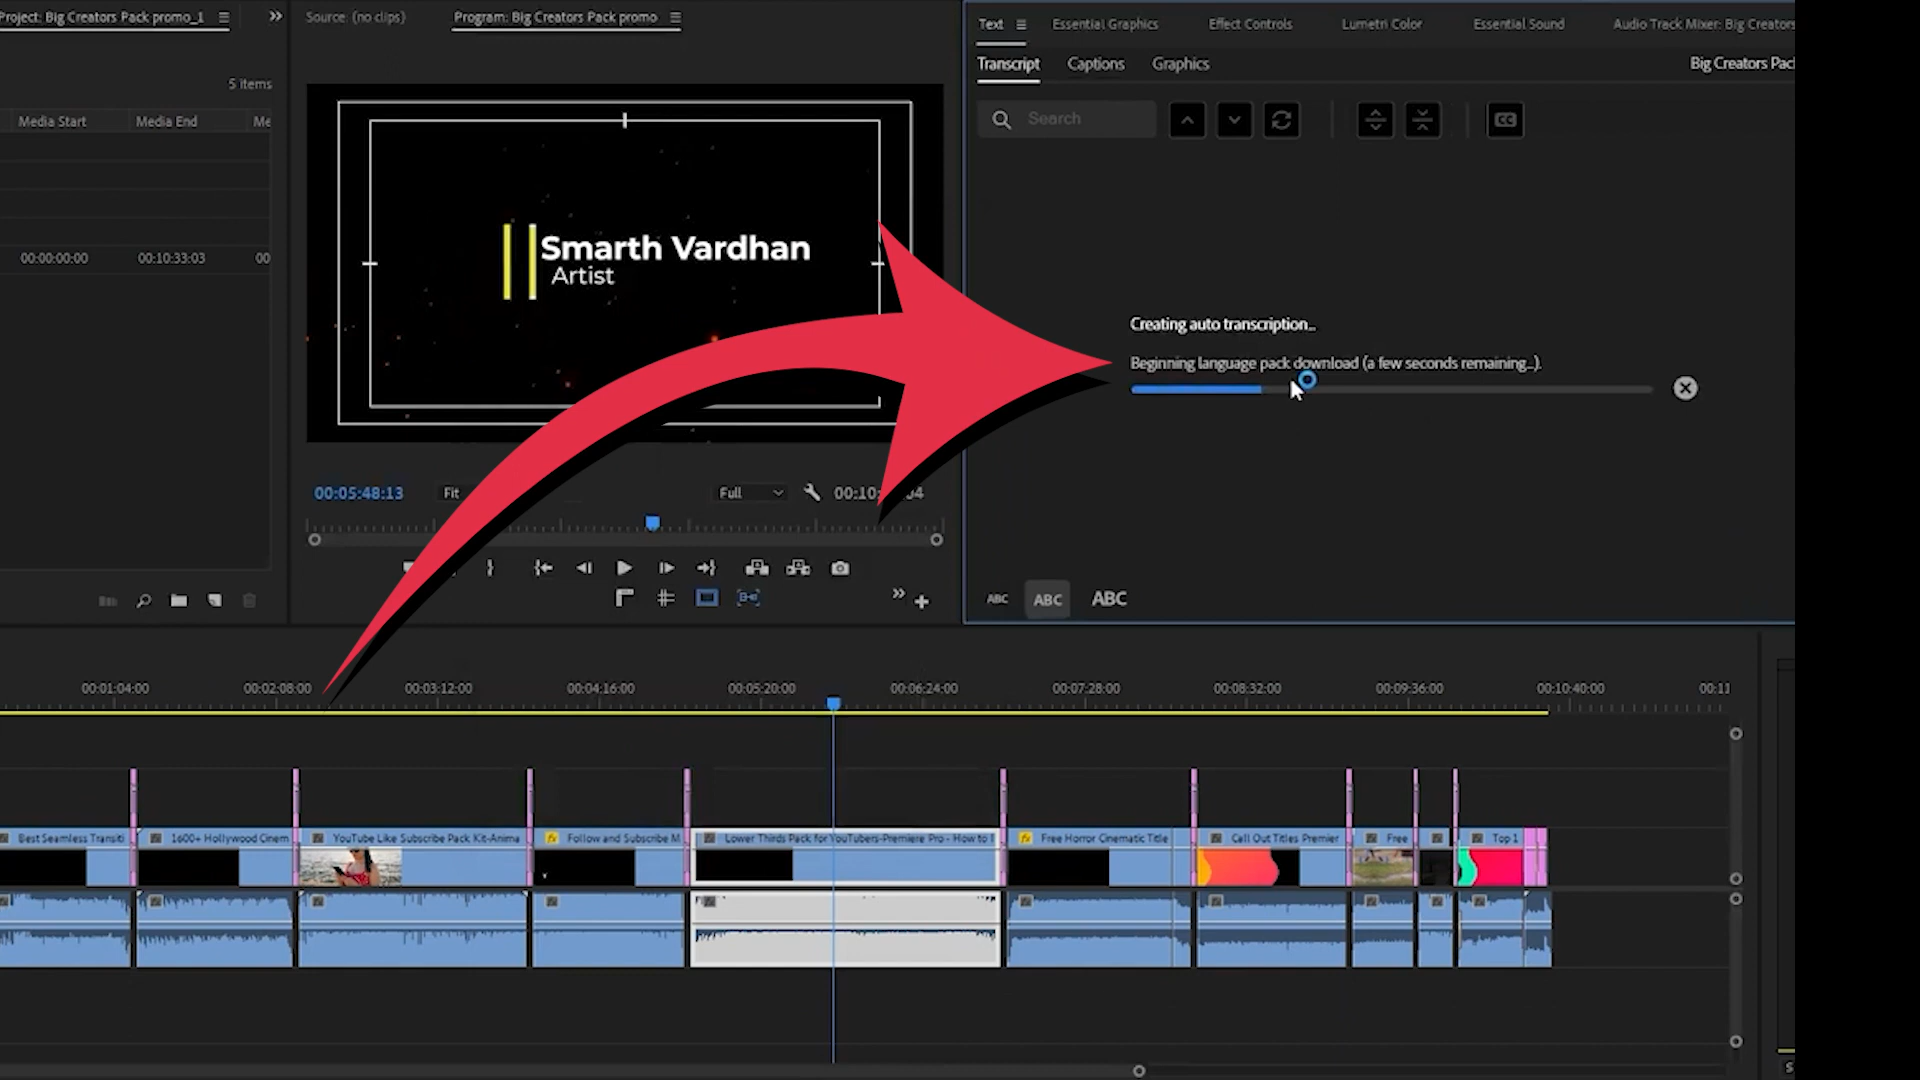 Project: Big Creators Pack promo_1
Source: (no clips)
Program: Big Creators Pack promo
Text
Essential Graphics
Effect Controls
Lumetri Color
Essential Sound
Audio Track Mixer: Big Creators
Transcript
Captions
Graphics
Big Creators Pac
5 items
Media Start
Media End
Me
Search
CC
Smarth Vardhan
Artist
00:00:00:00
00:10:33:03
00
Creating auto transcription...
Beginning language pack download (a few seconds remaining...).
00:05:48:13
Fit
Full
ABC
ABC
ABC
00:01:04:00
00:02:08:00
00:03:12:00
00:04:16:00
00:05:20:00
00:06:24:00
00:07:28:00
00:08:32:00
00:09:36:00
00:10:40:00
00:11
Best Seamless Transiti
1600+ Hollywood Cinem
YouTube Like Subscribe Pack Kit-Anima
Follow and Subscribe M
Lower Thirds Pack for YouTubers-Premiere Pro - How to
Free Horror Cinematic Title
Call Out Titles Premier
Free
Top 1